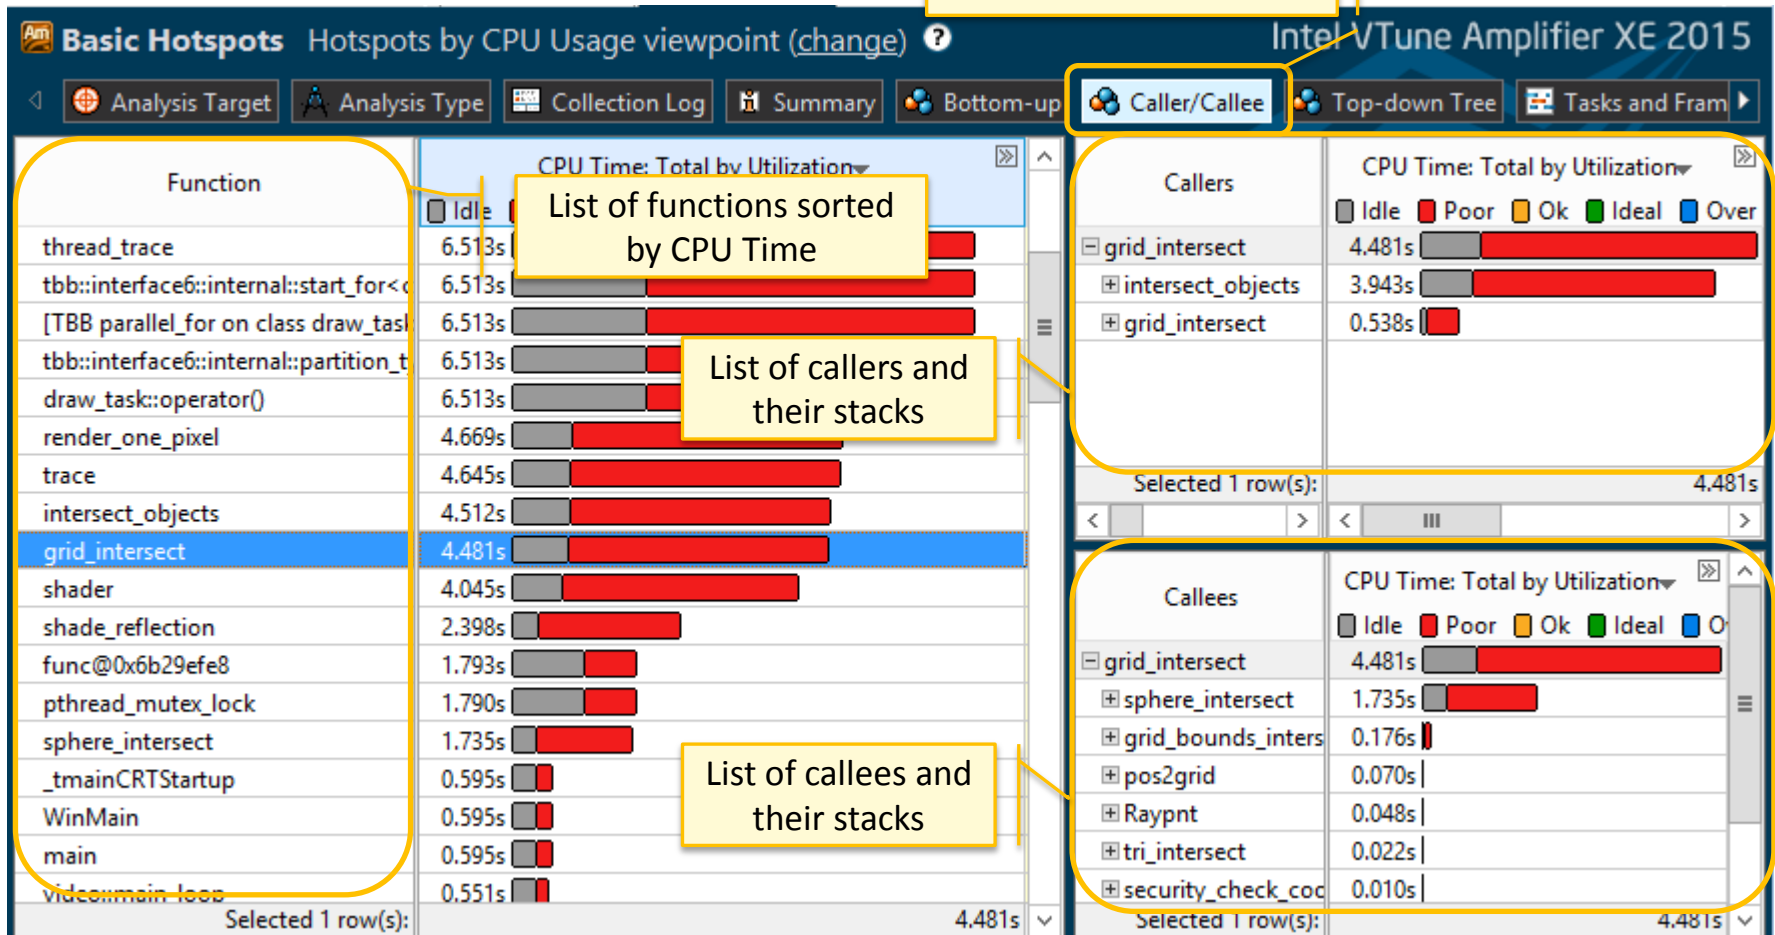 Basic Hotspots Hotspots by CPU Usage viewpoint (change) ?
Intel VTune Amplifier XE 2015
Analysis Target
Analysis Type
Collection Log
Summary
Bottom-up
Caller/Callee
Top-down Tree
Tasks and Fram
Function
CPU Time: Total by Utilization
Idle
thread_trace 6.513s
tbb::interface6::internal::start_for<c 6.513s
[TBB parallel_for on class draw_task 6.513s
tbb::interface6::internal::partition_ty 6.513s
draw_task::operator() 6.513s
render_one_pixel 4.669s
trace 4.645s
intersect_objects 4.512s
grid_intersect 4.481s
shader 4.045s
shade_reflection 2.398s
func@0x6b29efe8 1.793s
pthread_mutex_lock 1.790s
sphere_intersect 1.735s
_tmainCRTStartup 0.595s
WinMain 0.595s
main 0.595s
video::main_loop 0.551s
Selected 1 row(s): 4.481s
List of functions sorted
by CPU Time
List of callers and
their stacks
List of callees and
their stacks
Callers
CPU Time: Total by Utilization
Idle Poor Ok Ideal Over
grid_intersect 4.481s
intersect_objects 3.943s
grid_intersect 0.538s
Selected 1 row(s): 4.481s
Callees
CPU Time: Total by Utilization
Idle Poor Ok Ideal O
grid_intersect 4.481s
sphere_intersect 1.735s
grid_bounds_inters 0.176s
pos2grid 0.070s
Raypnt 0.048s
tri_intersect 0.022s
security_check_coo 0.010s
Selected 1 row(s): 4.481s